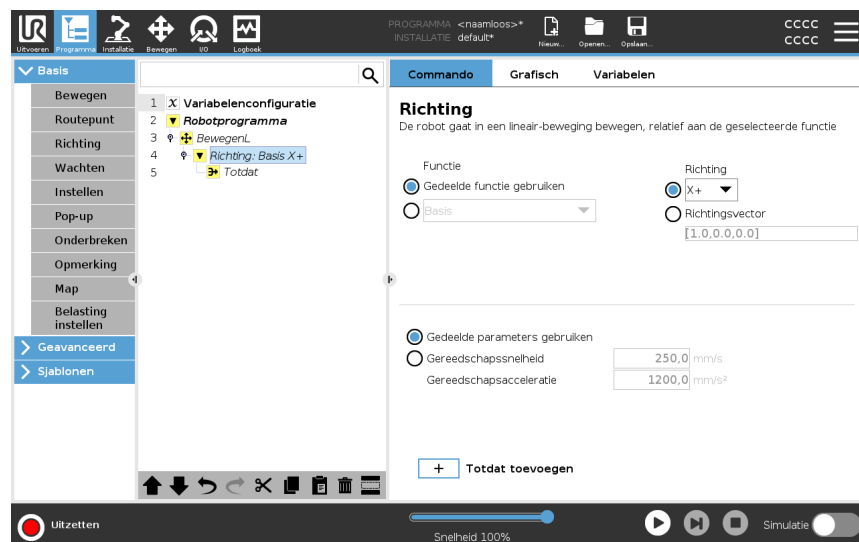 UR
PROGRAMMA <naamloos>*
INSTALLATIE default*
cccc
cccc
Uitvoeren Programma Installatie Bewegen I/O Logboek Nieuw... Openen... Opslaan...
Basis
Bewegen
Routepunt
Richting
Wachten
Instellen
Pop-up
Onderbreken
Opmerking
Map
Belasting
instellen
Geavanceerd
Sjablonen
1 X Variabelenconfiguratie
2 Robotprogramma
3 BewegenL
4 Richting: Basis X+
5 Totdat
Commando Grafisch Variabelen
Richting
De robot gaat in een lineair-beweging bewegen, relatief aan de geselecteerde functie
Functie
Gedeelde functie gebruiken
Basis
Richting
X+
Richtingsvector
[1.0,0.0,0.0]
Gedeelde parameters gebruiken
Gereedschapssnelheid 250,0 mm/s
Gereedschapsacceleratie 1200,0 mm/s²
+ Totdat toevoegen
Uitzetten
Snelheid 100%
Simulatie